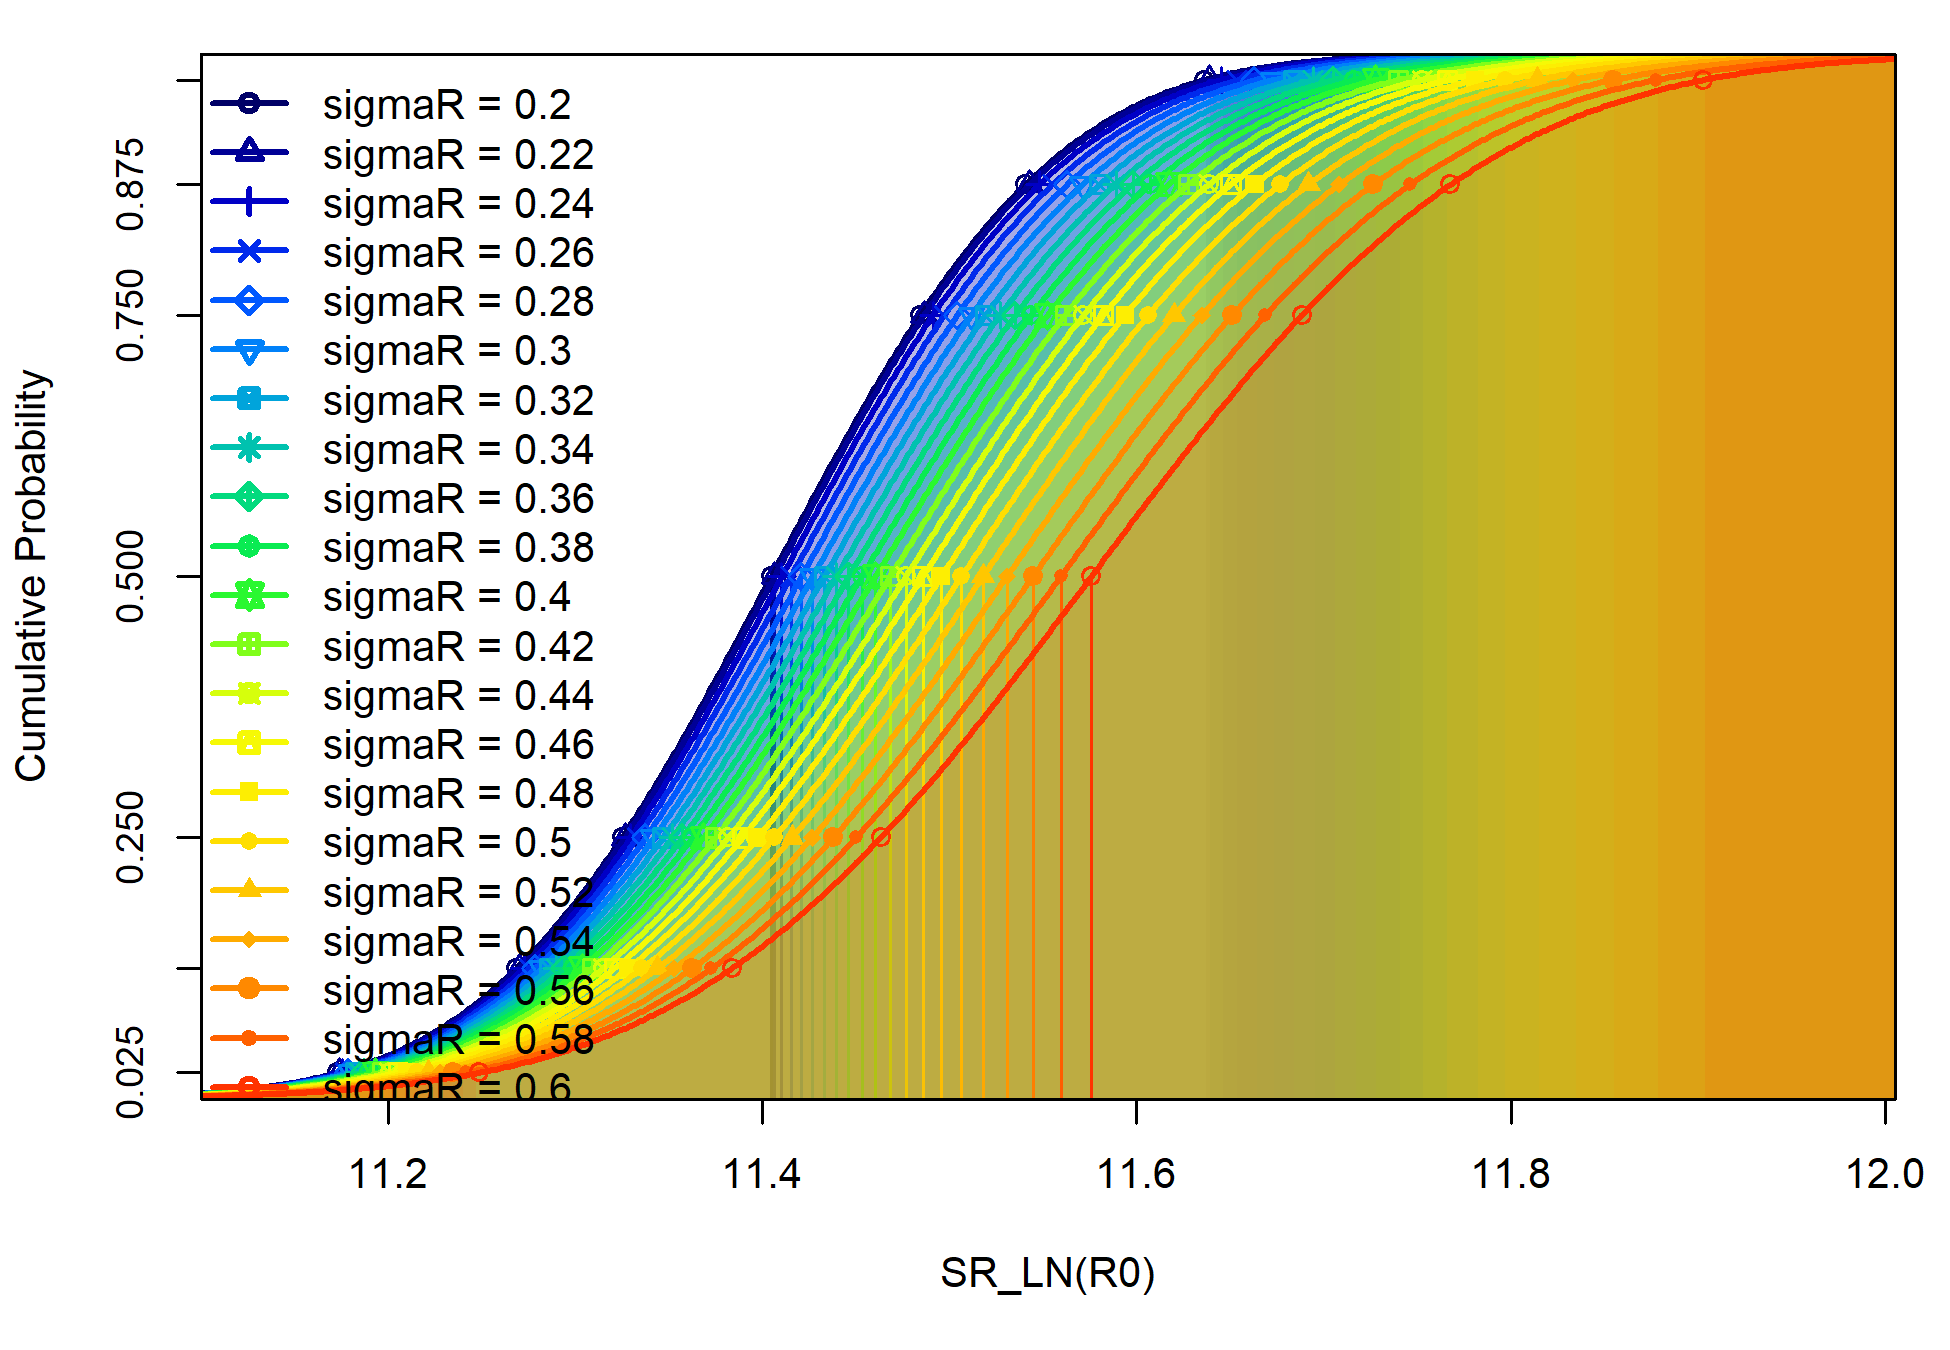 sigmaR = 0.2
sigmaR = 0.22
sigmaR = 0.24
sigmaR = 0.26
sigmaR = 0.28
sigmaR = 0.3
sigmaR = 0.32
sigmaR = 0.34
sigmaR = 0.36
sigmaR = 0.38
sigmaR = 0.4
sigmaR = 0.42
sigmaR = 0.44
sigmaR = 0.46
sigmaR = 0.48
sigmaR = 0.5
sigmaR = 0.52
sigmaR = 0.54
sigmaR = 0.56
sigmaR = 0.58
sigmaR = 0.6
Cumulative Probability
0.875
0.750
0.500
0.250
0.025
11.2
11.4
11.6
11.8
12.0
SR_LN(R0)